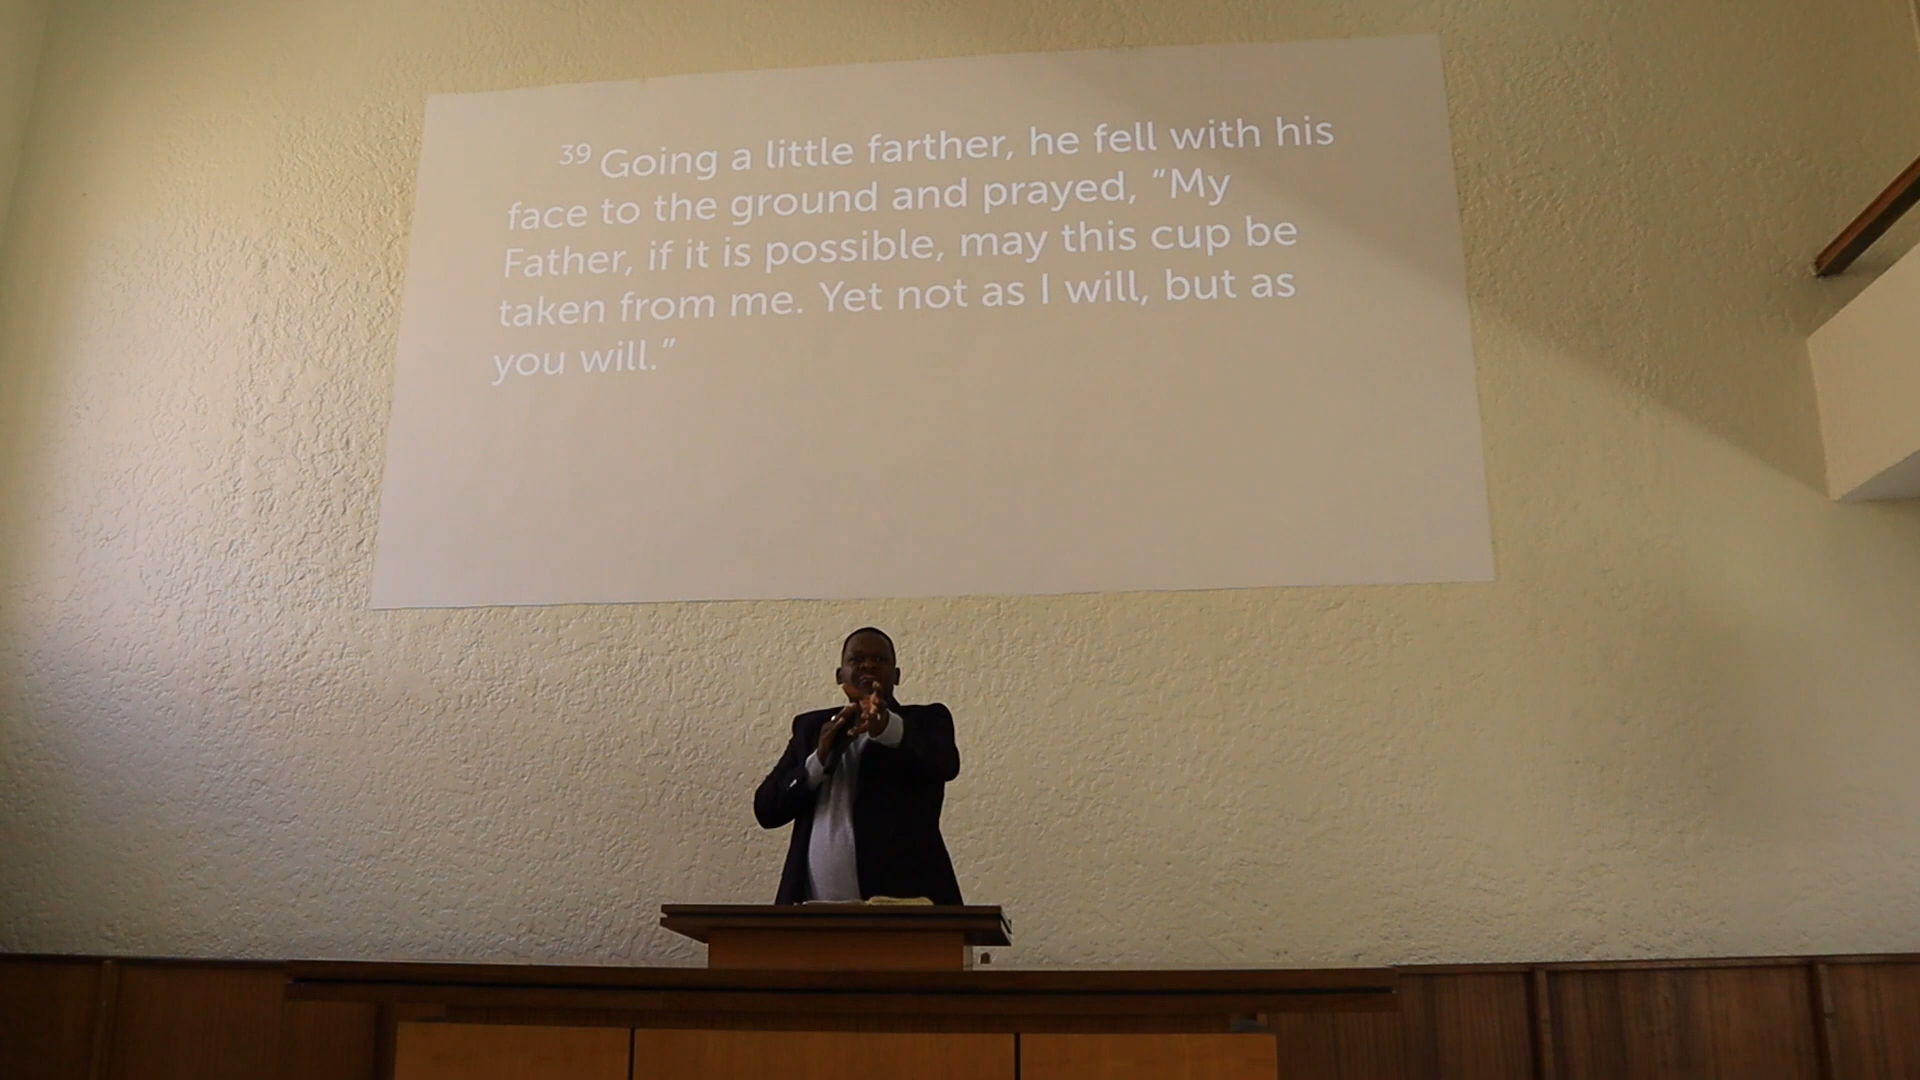 39 Going a little farther, he fell with his
face to the ground and prayed, “My
Father, if it is possible, may this cup be
taken from me. Yet not as I will, but as
you will.”